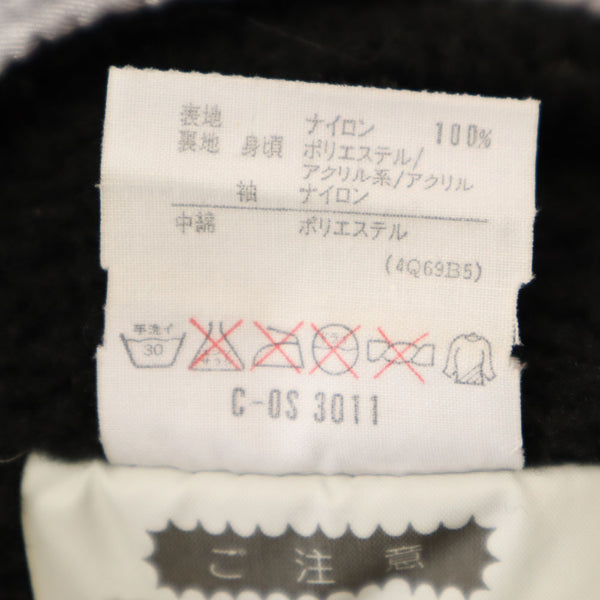 表地 ナイロン 100%
裏地 身頃 ポリエステル/
アクリル系/アクリル
袖 ナイロン
中綿 ポリエステル
(4Q69B5)
手洗イ
30
C-0S 3011
ご注意